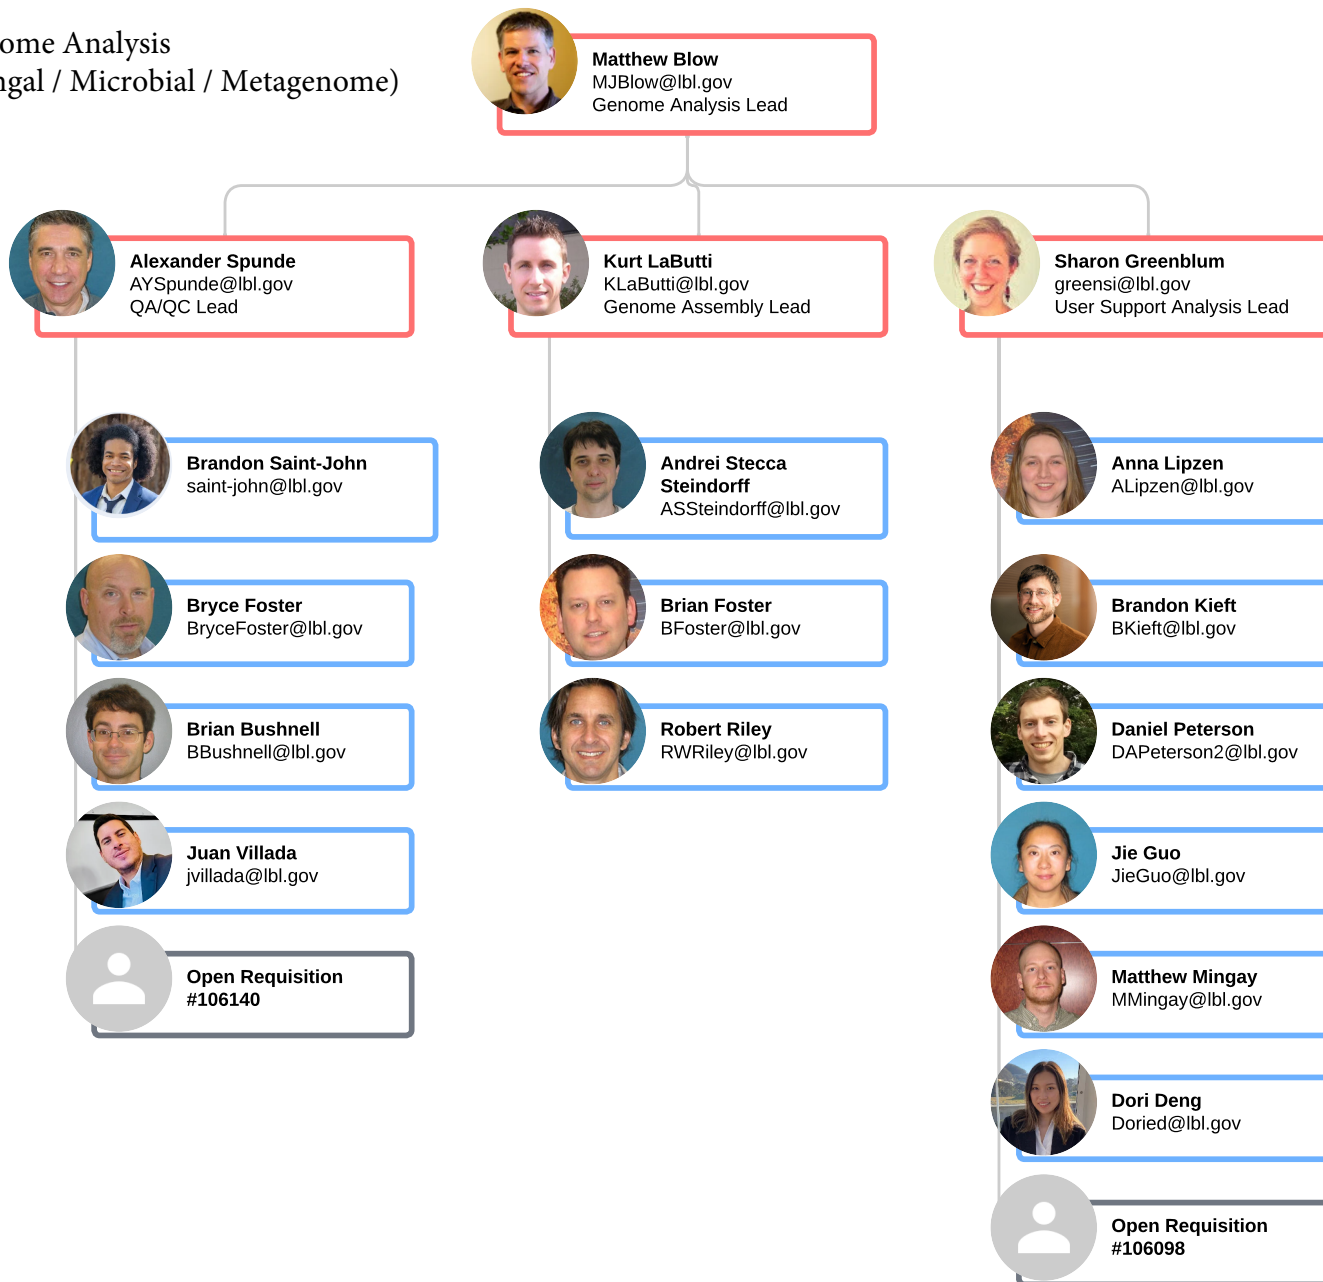 ome Analysis
gal / Microbial / Metagenome)
Matthew Blow
MJBlow@lbl.gov
Genome Analysis Lead
Alexander Spunde
AYSpunde@lbl.gov
QA/QC Lead
Kurt LaButti
KLaButti@lbl.gov
Genome Assembly Lead
Sharon Greenblum
greensi@lbl.gov
User Support Analysis Lead
Brandon Saint-John
saint-john@lbl.gov
Bryce Foster
BryceFoster@lbl.gov
Brian Bushnell
BBushnell@lbl.gov
Juan Villada
jvillada@lbl.gov
Open Requisition
#106140
Andrei Stecca
Steindorff
ASSteindorff@lbl.gov
Brian Foster
BFoster@lbl.gov
Robert Riley
RWRiley@lbl.gov
Anna Lipzen
ALipzen@lbl.gov
Brandon Kieft
BKieft@lbl.gov
Daniel Peterson
DAPeterson2@lbl.gov
Jie Guo
JieGuo@lbl.gov
Matthew Mingay
MMingay@lbl.gov
Dori Deng
Doried@lbl.gov
Open Requisition
#106098